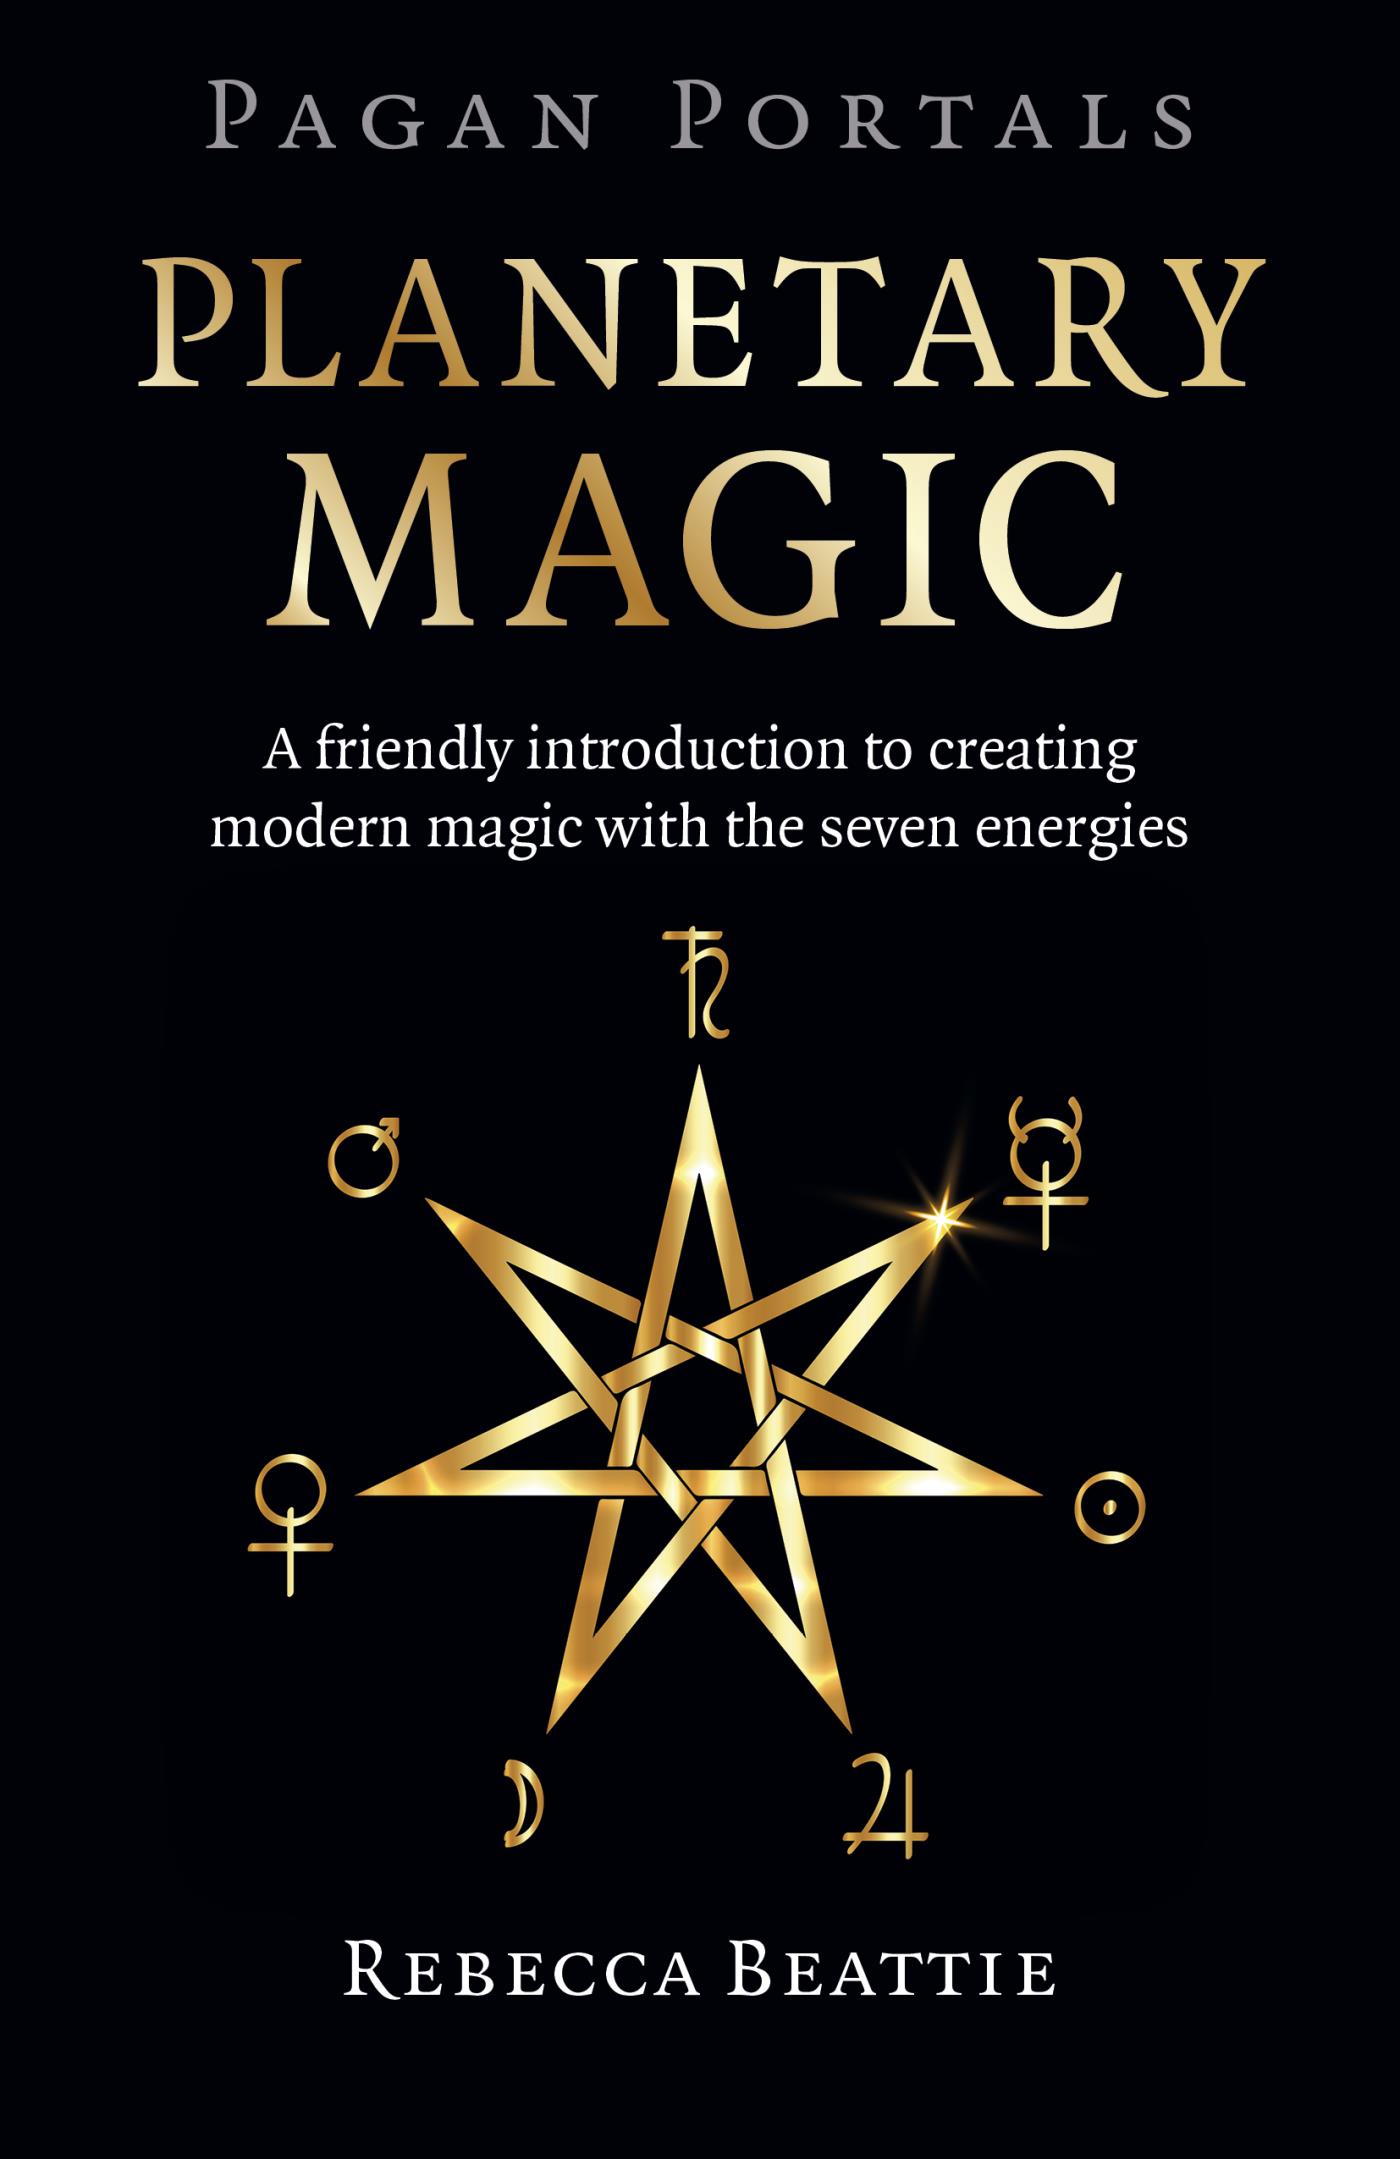 PAGAN PORTALS
PLANETARY
MAGIC
A friendly introduction to creating
modern magic with the seven energies
♄
♂ ☿
♀ ☉
☽ ♃
REBECCA BEATTIE